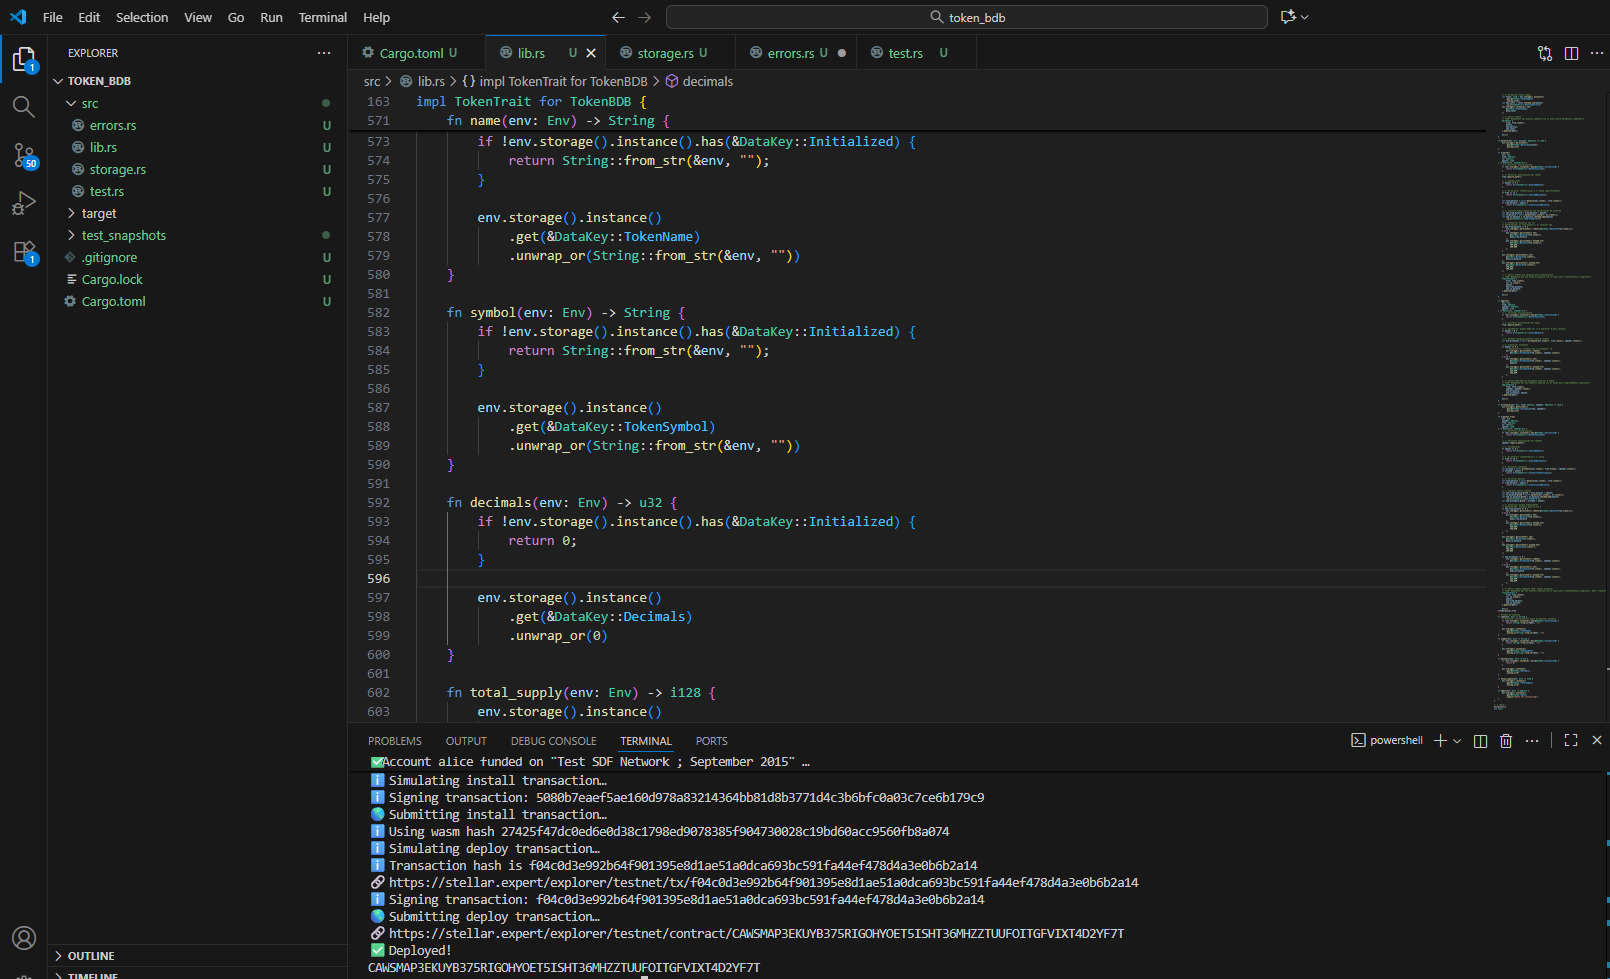 File Edit Selection View Go Run Terminal Help
token_bdb
EXPLORER
TOKEN_BDB
src
errors.rs U
lib.rs U
storage.rs U
test.rs U
target
test_snapshots
.gitignore U
Cargo.lock U
Cargo.toml U
OUTLINE
TIMELINE
1
50
1
Cargo.toml U lib.rs U storage.rs U errors.rs U test.rs U
src > lib.rs > {} impl TokenTrait for TokenBDB > decimals
163 impl TokenTrait for TokenBDB {
571 fn name(env: Env) -> String {
573 if !env.storage().instance().has(&DataKey::Initialized) {
574 return String::from_str(&env, "");
575 }
576
577 env.storage().instance()
578 .get(&DataKey::TokenName)
579 .unwrap_or(String::from_str(&env, ""))
580 }
581
582 fn symbol(env: Env) -> String {
583 if !env.storage().instance().has(&DataKey::Initialized) {
584 return String::from_str(&env, "");
585 }
586
587 env.storage().instance()
588 .get(&DataKey::TokenSymbol)
589 .unwrap_or(String::from_str(&env, ""))
590 }
591
592 fn decimals(env: Env) -> u32 {
593 if !env.storage().instance().has(&DataKey::Initialized) {
594 return 0;
595 }
596
597 env.storage().instance()
598 .get(&DataKey::Decimals)
599 .unwrap_or(0)
600 }
601
602 fn total_supply(env: Env) -> i128 {
603 env.storage().instance()
PROBLEMS OUTPUT DEBUG CONSOLE TERMINAL PORTS
powershell
✅Account alice funded on "Test SDF Network ; September 2015" …
ℹ️ Simulating install transaction…
ℹ️ Signing transaction: 5080b7eaef5ae160d978a83214364bb81d8b3771d4c3b6bfc0a03c7ce6b179c9
🌎 Submitting install transaction…
ℹ️ Using wasm hash 27425f47dc0ed6e0d38c1798ed9078385f904730028c19bd60acc9560fb8a074
ℹ️ Simulating deploy transaction…
ℹ️ Transaction hash is f04c0d3e992b64f901395e8d1ae51a0dca693bc591fa44ef478d4a3e0b6b2a14
🔗 https://stellar.expert/explorer/testnet/tx/f04c0d3e992b64f901395e8d1ae51a0dca693bc591fa44ef478d4a3e0b6b2a14
ℹ️ Signing transaction: f04c0d3e992b64f901395e8d1ae51a0dca693bc591fa44ef478d4a3e0b6b2a14
🌎 Submitting deploy transaction…
🔗 https://stellar.expert/explorer/testnet/contract/CAWSMAP3EKUYB375RIGOHYOET5ISHT36MHZZTUUFOITGFVIXT4D2YF7T
✅ Deployed!
CAWSMAP3EKUYB375RIGOHYOET5ISHT36MHZZTUUFOITGFVIXT4D2YF7T